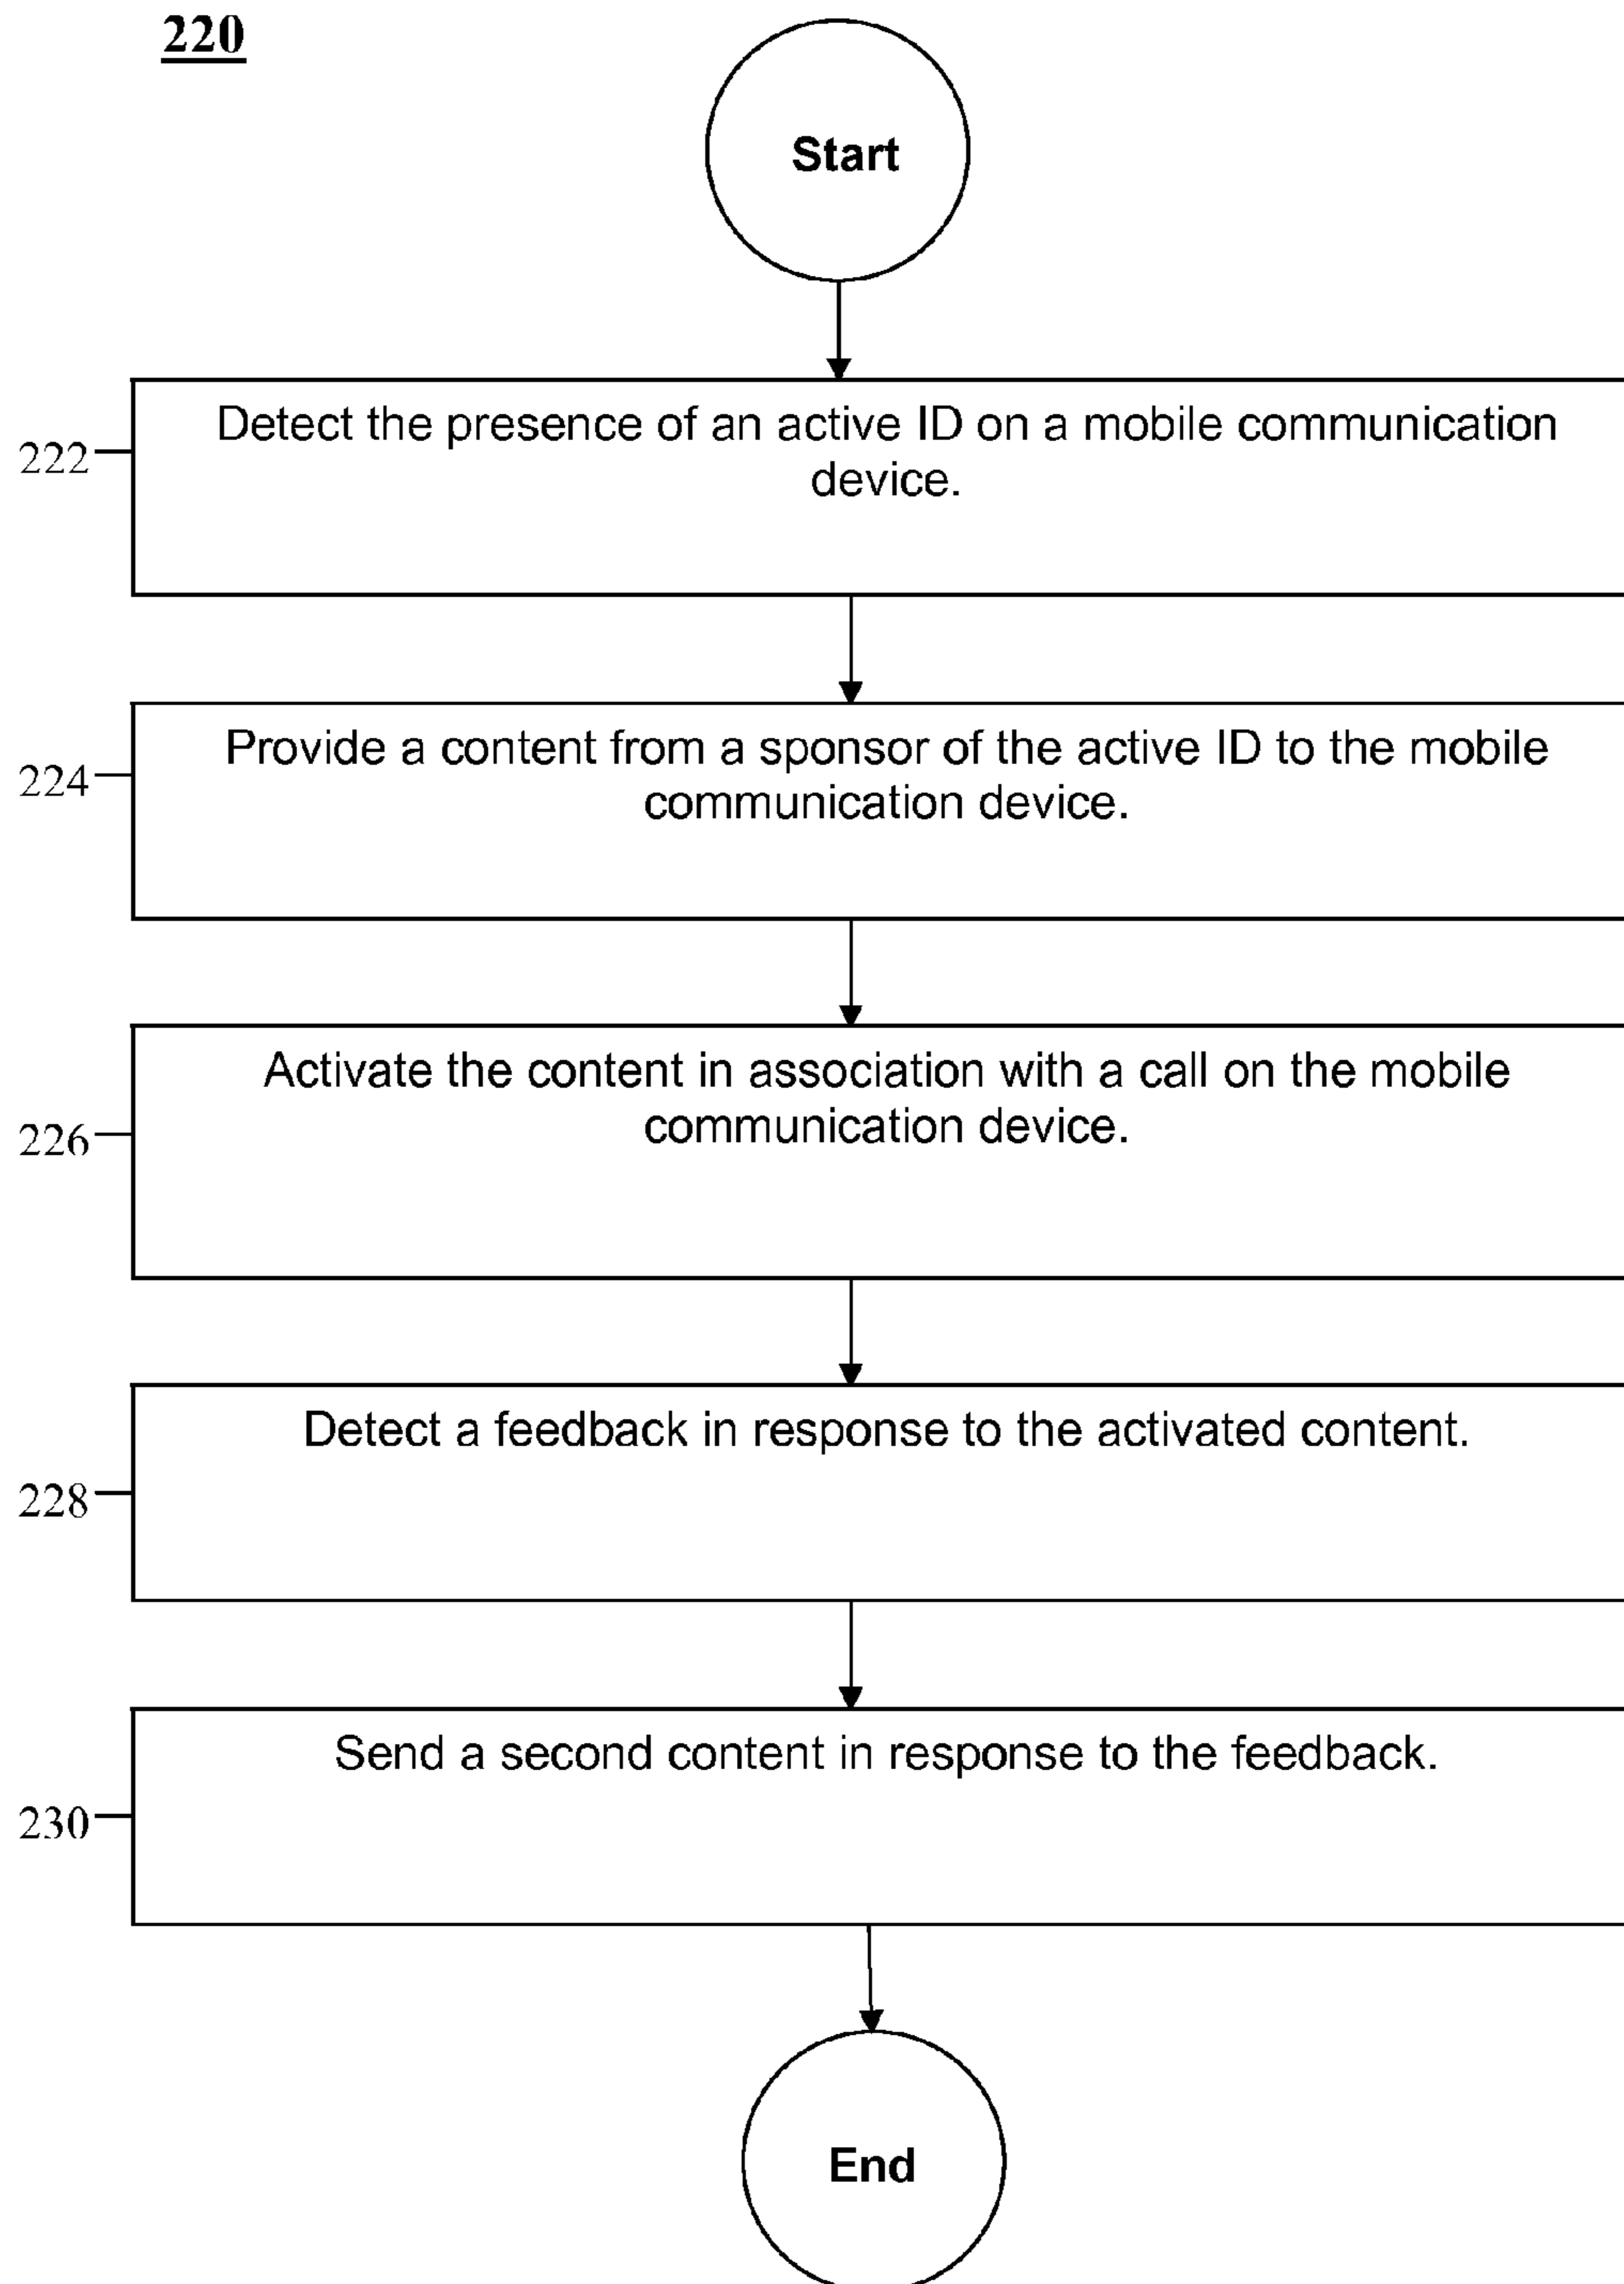 220
Start
222
Detect the presence of an active ID on a mobile communication
device.
224
Provide a content from a sponsor of the active ID to the mobile
communication device.
226
Activate the content in association with a call on the mobile
communication device.
228
Detect a feedback in response to the activated content.
230
Send a second content in response to the feedback.
End